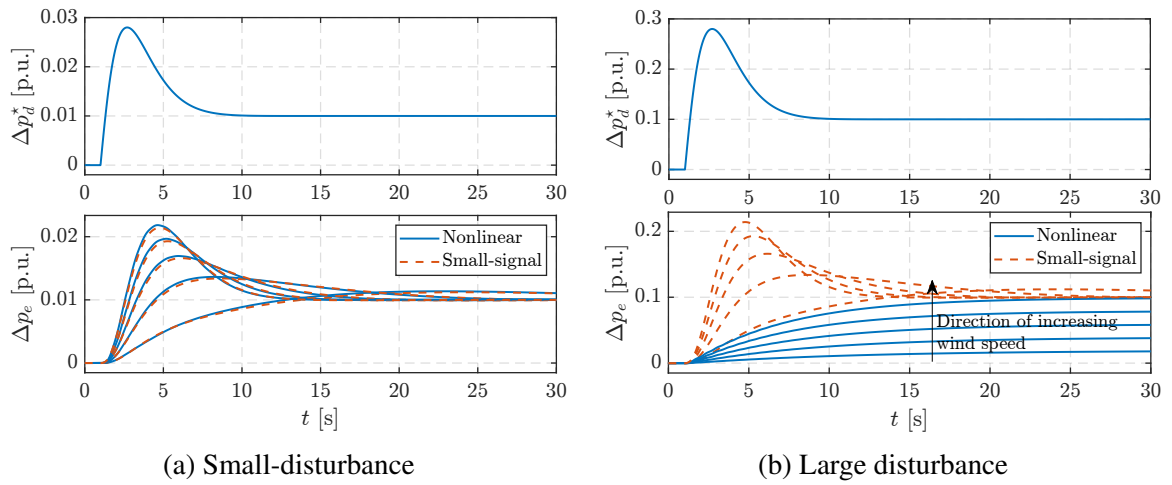 0.03
0.02
0.01
0
Δp_d^⋆ [p.u.]
0 5 10 15 20 25 30
0.02
0.01
0
Δp_e [p.u.]
Nonlinear
Small-signal
0 5 10 15 20 25 30
t [s]
(a) Small-disturbance
0.3
0.2
0.1
0
Δp_d^⋆ [p.u.]
0 5 10 15 20 25 30
0.2
0.1
0
Δp_e [p.u.]
Nonlinear
Small-signal
Direction of increasing
wind speed
0 5 10 15 20 25 30
t [s]
(b) Large disturbance